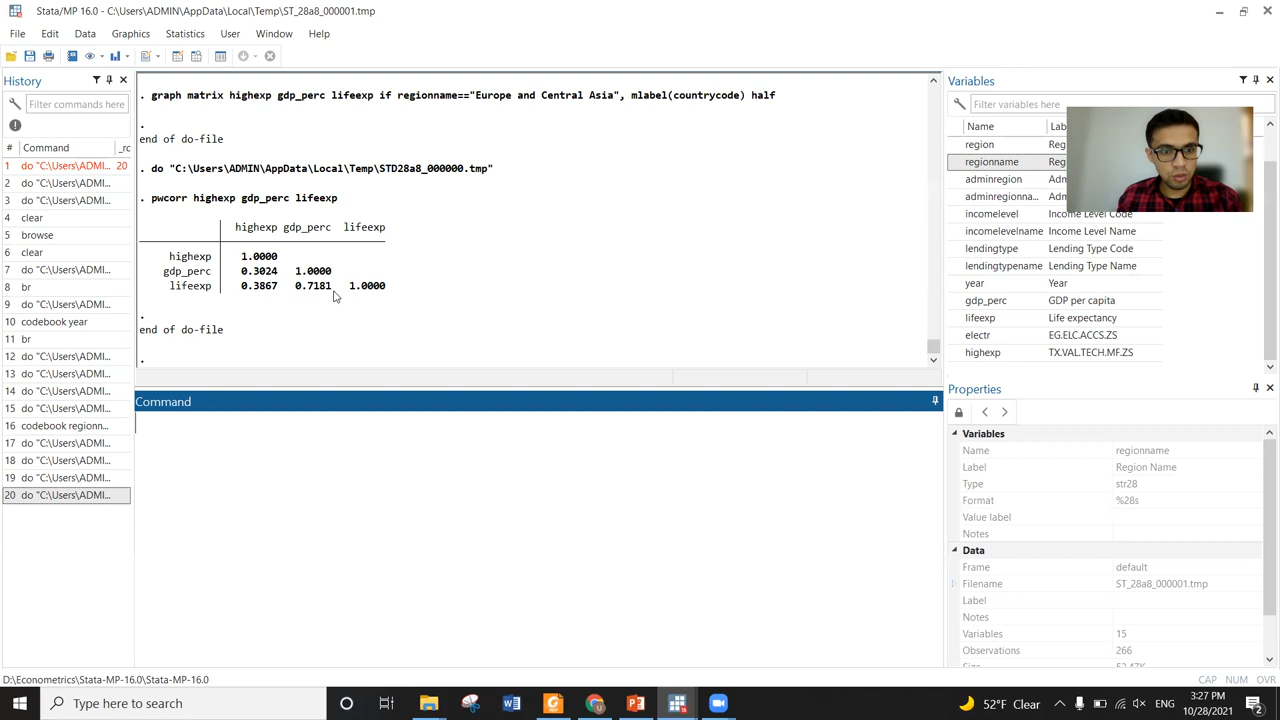 Stata/MP 16.0 - C:\Users\ADMIN\AppData\Local\Temp\ST_28a8_000001.tmp
File Edit Data Graphics Statistics User Window Help
History
Filter commands here
# Command _rc
1 do "C:\Users\ADMI... 20
2 do "C:\Users\ADMI...
3 do "C:\Users\ADMI...
4 clear
5 browse
6 clear
7 do "C:\Users\ADMI...
8 br
9 do "C:\Users\ADMI...
10 codebook year
11 br
12 do "C:\Users\ADMI...
13 do "C:\Users\ADMI...
14 do "C:\Users\ADMI...
15 do "C:\Users\ADMI...
16 codebook regionn...
17 do "C:\Users\ADMI...
18 do "C:\Users\ADMI...
19 do "C:\Users\ADMI...
20 do "C:\Users\ADMI...
. graph matrix highexp gdp_perc lifeexp if regionname=="Europe and Central Asia", mlabel(countrycode) half
.
end of do-file
. do "C:\Users\ADMIN\AppData\Local\Temp\STD28a8_000000.tmp"
. pwcorr highexp gdp_perc lifeexp
highexp gdp_perc lifeexp
highexp 1.0000
gdp_perc 0.3024 1.0000
lifeexp 0.3867 0.7181 1.0000
.
end of do-file
.
Command
Variables
Filter variables here
Name Lab
region Reg
regionname Reg
adminregion Adm
adminregionna... Adm
incomelevel Income Level Code
incomelevelname Income Level Name
lendingtype Lending Type Code
lendingtypename Lending Type Name
year Year
gdp_perc GDP per capita
lifeexp Life expectancy
electr EG.ELC.ACCS.ZS
highexp TX.VAL.TECH.MF.ZS
Properties
Variables
Name regionname
Label Region Name
Type str28
Format %28s
Value label
Notes
Data
Frame default
Filename ST_28a8_000001.tmp
Label
Notes
Variables 15
Observations 266
D:\Econometrics\Stata-MP-16.0\Stata-MP-16.0
CAP NUM OVR
Type here to search
52°F Clear
3:27 PM
10/28/2021
2